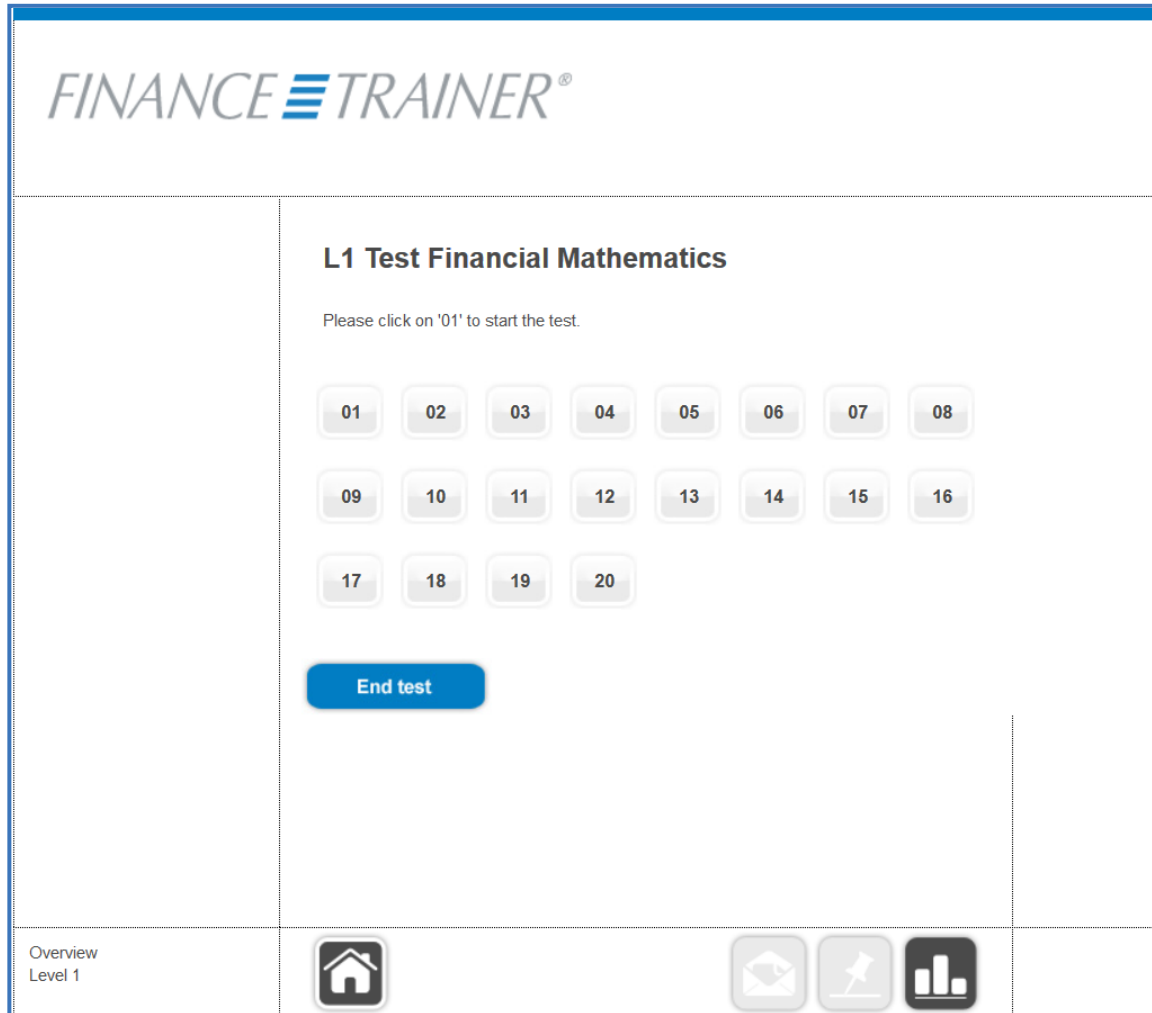 FINANCE TRAINER®
L1 Test Financial Mathematics
Please click on '01' to start the test.
01 02 03 04 05 06 07 08
09 10 11 12 13 14 15 16
17 18 19 20
End test
Overview
Level 1